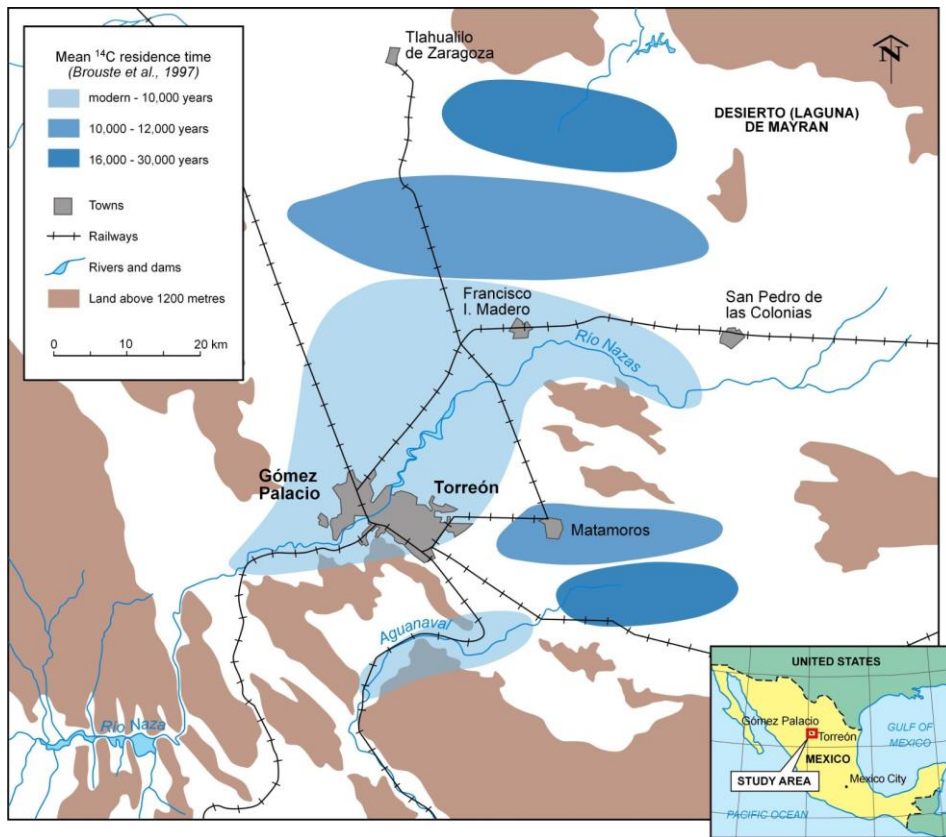 Mean ¹⁴C residence time
(Brouste et al., 1997)
modern - 10,000 years
10,000 - 12,000 years
16,000 - 30,000 years
Towns
Railways
Rivers and dams
Land above 1200 metres
0 10 20 km
Tlahualilo
de Zaragoza
N
DESIERTO (LAGUNA)
DE MAYRAN
Francisco
I. Madero
San Pedro de
las Colonias
Río Nazas
Gómez
Palacio
Torreón
Matamoros
Aguanaval
Río Naza
UNITED STATES
Gómez Palacio
Torreón
GULF OF
MEXICO
MEXICO
STUDY AREA
Mexico City
PACIFIC OCEAN